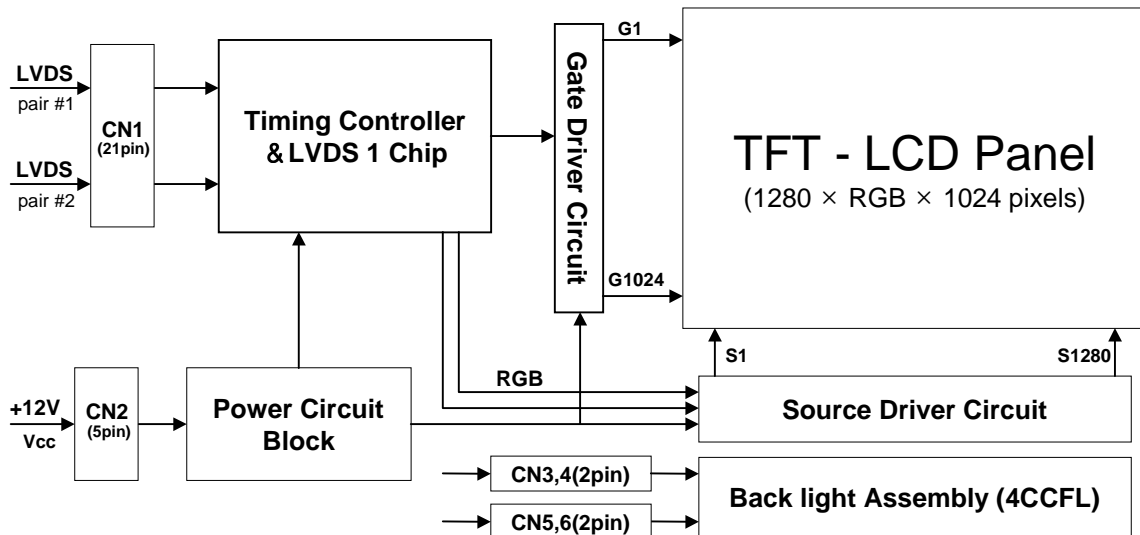 LVDS
pair #1
LVDS
pair #2
CN1
(21pin)
Timing Controller
&LVDS 1 Chip
Gate Driver Circuit
G1
G1024
TFT - LCD Panel
(1280 × RGB × 1024 pixels)
S1
S1280
RGB
+12V
Vcc
CN2
(5pin)
Power Circuit
Block
Source Driver Circuit
CN3,4(2pin)
CN5,6(2pin)
Back light Assembly (4CCFL)